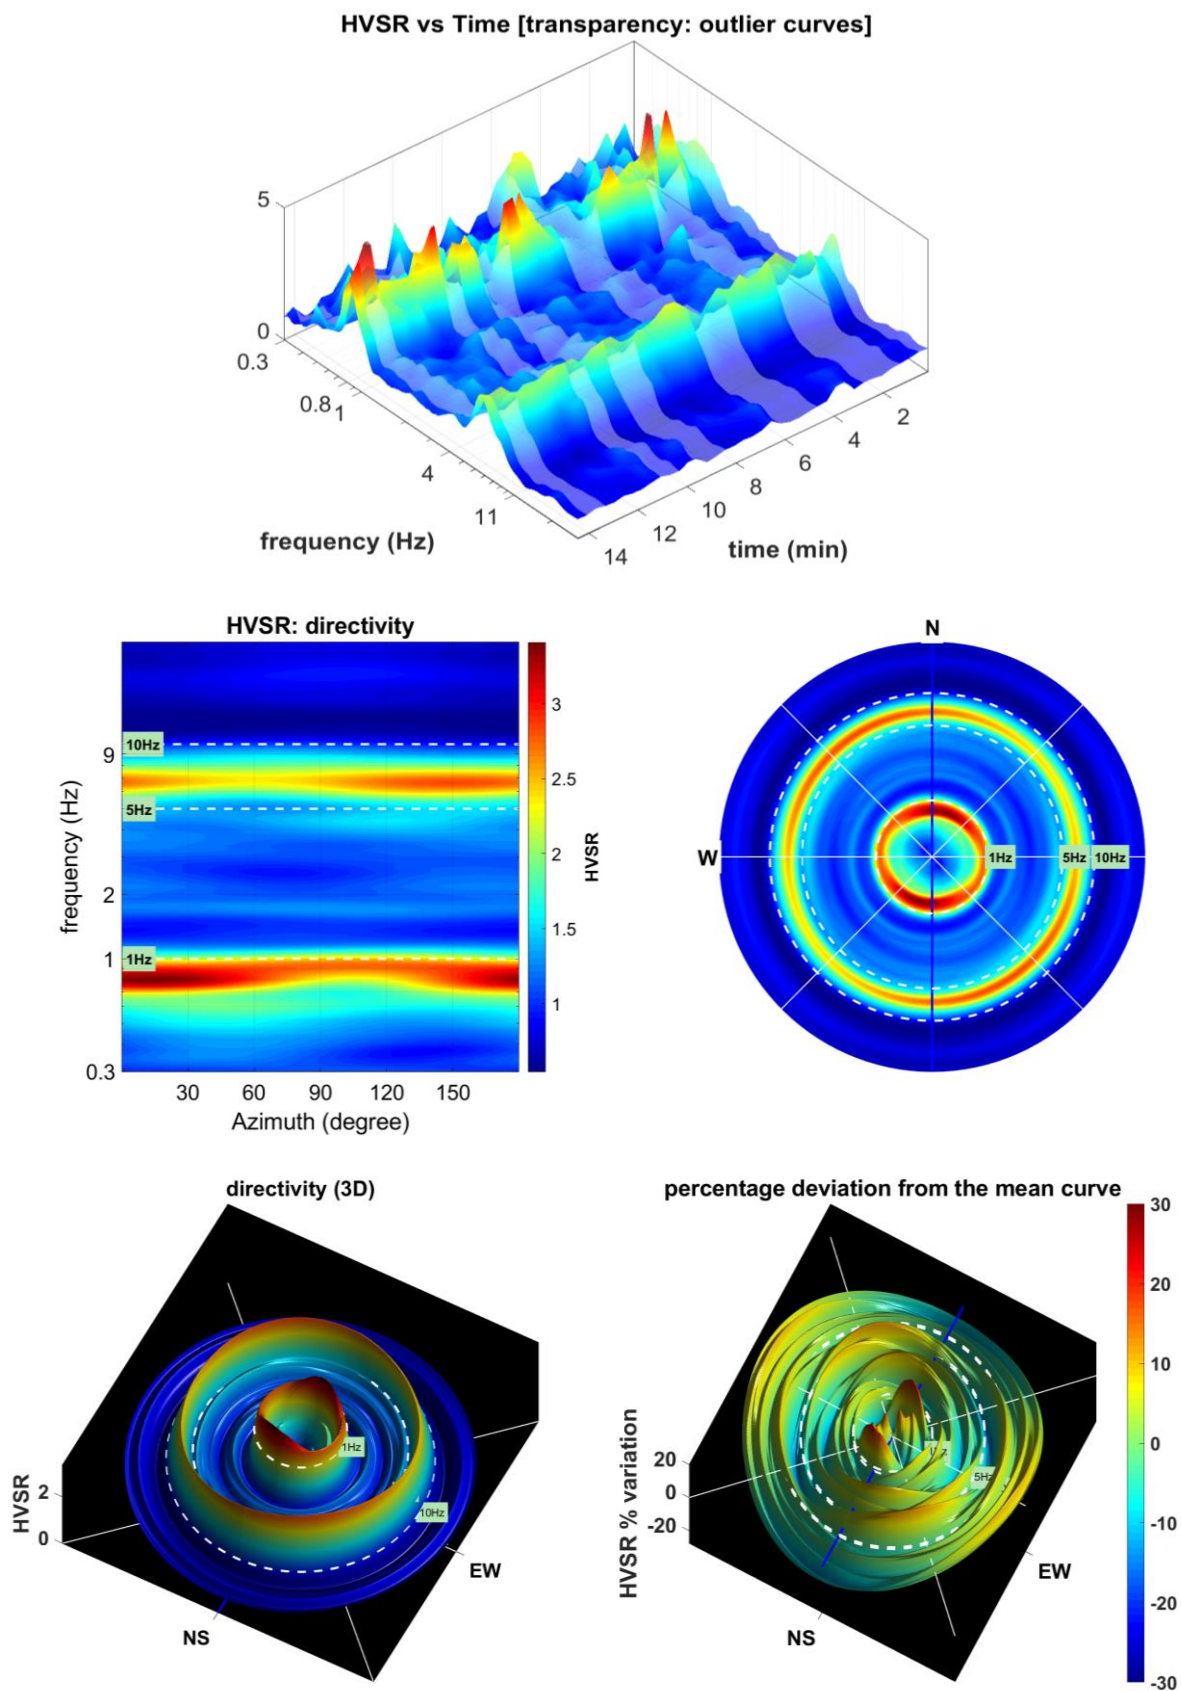 HVSR vs Time [transparency: outlier curves]
5
0
0.3
0.8
1
4
11
frequency (Hz)
2
4
6
8
10
12
14
time (min)
HVSR: directivity
10Hz
5Hz
1Hz
9
2
1
0.3
frequency (Hz)
30 60 90 120 150
Azimuth (degree)
3
2.5
2
1.5
1
HVSR
N
W
1Hz
5Hz
10Hz
directivity (3D)
1Hz
10Hz
HVSR
2
0
NS
EW
percentage deviation from the mean curve
5Hz
HVSR % variation
20
0
-20
NS
EW
30
20
10
0
-10
-20
-30